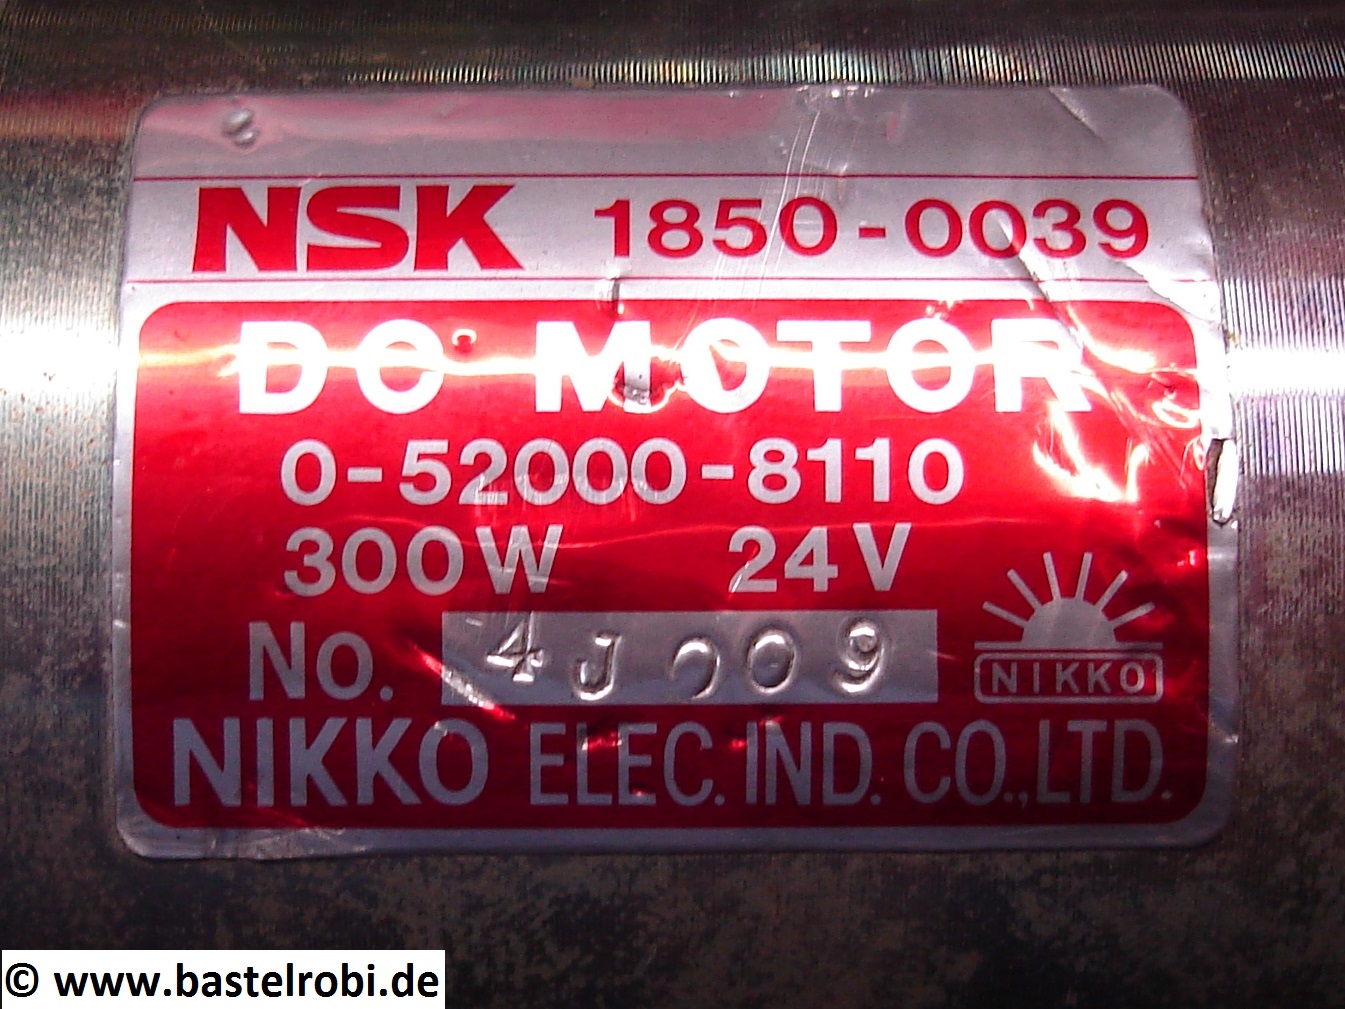 NSK 1850-0039
DC MOTOR
0-52000-8110
300W 24V
No. 4J009
NIKKO
NIKKO ELEC. IND. CO., LTD.
© www.bastelrobi.de